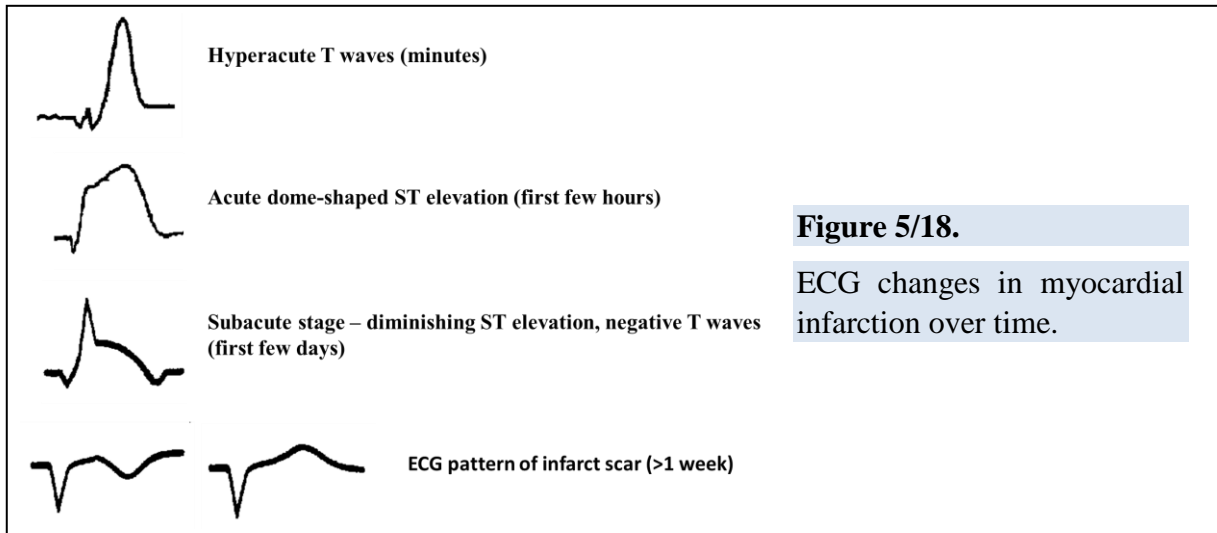 Hyperacute T waves (minutes)
Acute dome-shaped ST elevation (first few hours)
Subacute stage – diminishing ST elevation, negative T waves
(first few days)
ECG pattern of infarct scar (>1 week)
Figure 5/18.
ECG changes in myocardial
infarction over time.